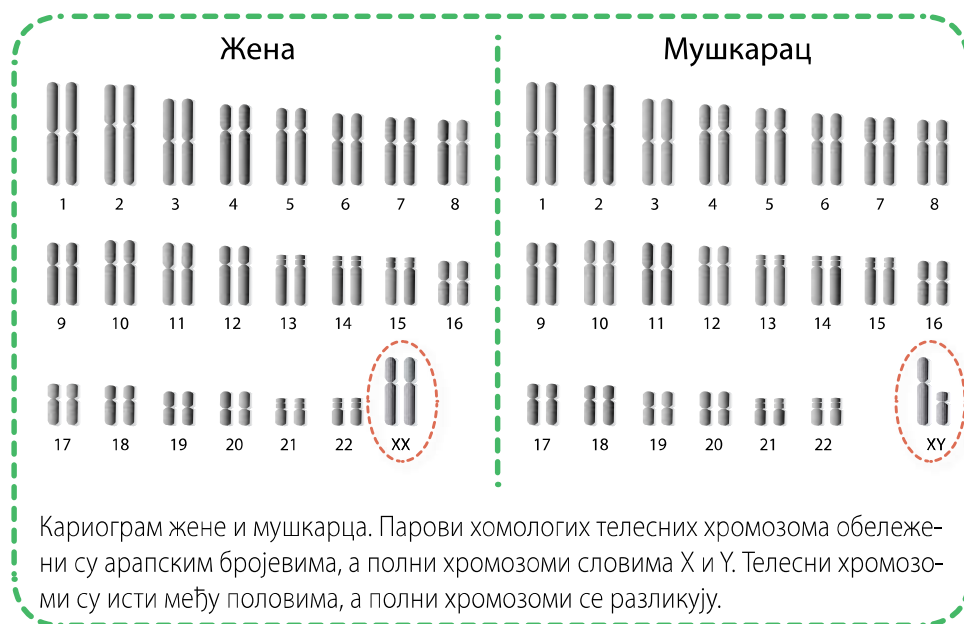 Жена Мушкарац
1 2 3 4 5 6 7 8 1 2 3 4 5 6 7 8
9 10 11 12 13 14 15 16 9 10 11 12 13 14 15 16
17 18 19 20 21 22 XX 17 18 19 20 21 22 XY
Кариограм жене и мушкарца. Парови хомологих телесних хромозома обележе-
ни су арапским бројевима, а полни хромозоми словима X и Y. Телесни хромозо-
ми су исти међу половима, а полни хромозоми се разликују.